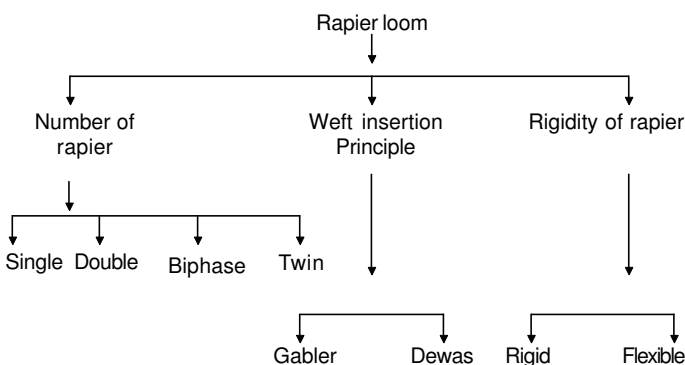 Rapier loom
Number of
rapier
Weft insertion
Principle
Rigidity of rapier
Single
Double
Biphase
Twin
Gabler
Dewas
Rigid
Flexible